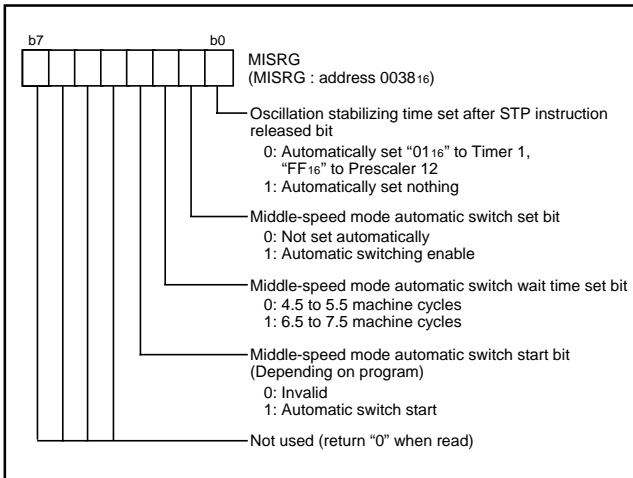 b7 b0
MISRG
(MISRG : address 003816)
Oscillation stabilizing time set after STP instruction
released bit
0: Automatically set “0116” to Timer 1,
“FF16” to Prescaler 12
1: Automatically set nothing
Middle-speed mode automatic switch set bit
0: Not set automatically
1: Automatic switching enable
Middle-speed mode automatic switch wait time set bit
0: 4.5 to 5.5 machine cycles
1: 6.5 to 7.5 machine cycles
Middle-speed mode automatic switch start bit
(Depending on program)
0: Invalid
1: Automatic switch start
Not used (return “0” when read)